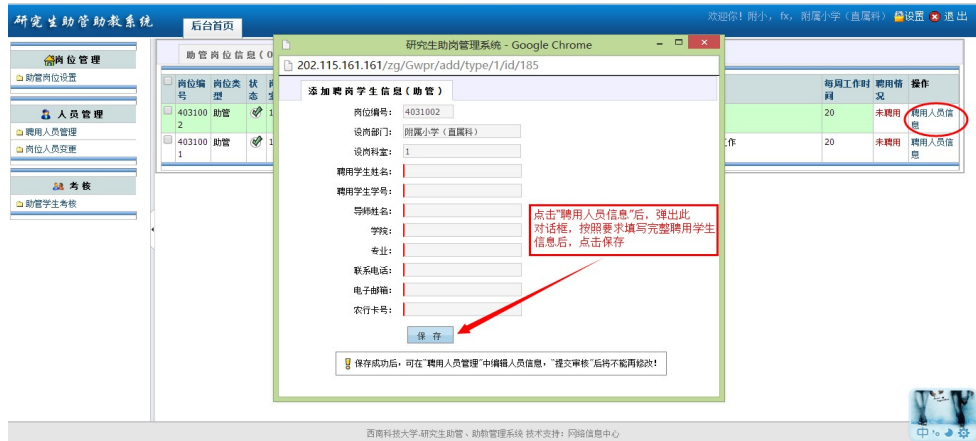 研究生助管助教系统
后台首页
欢迎你！附小，fx，附属小学（直属科） 设置 退出
岗位管理
助管岗位设置
人员管理
聘用人员管理
岗位人员变更
考核
助管学生考核
助管岗位信息(0
岗位编号 岗位类型 状态 每周工作时间 聘用情况 操作
4031002 助管 1 20 未聘用 聘用人员信息
4031001 助管 1 工作 20 未聘用 聘用人员信息
研究生助岗管理系统 - Google Chrome
202.115.161.161/zg/Gwpr/add/type/1/id/185
添加聘岗学生信息(助管)
岗位编号： 4031002
设岗部门： 附属小学（直属科）
设岗科室： 1
聘用学生姓名：
聘用学生学号：
导师姓名：
学院：
专业：
联系电话：
电子邮箱：
农行卡号：
保 存
保存成功后，可在"聘用人员管理"中编辑人员信息，"提交审核"后将不能再修改！
点击"聘用人员信息"后，弹出此
对话框，按照要求填写完整聘用学生
信息后，点击保存
西南科技大学-研究生助管、助教管理系统 技术支持：网络信息中心
中